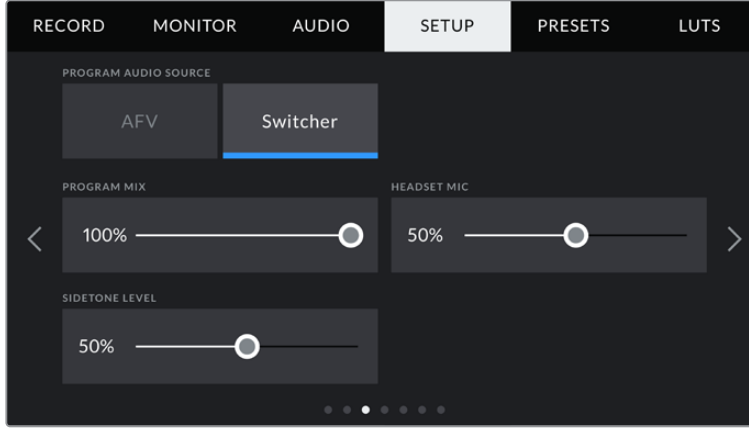 RECORD MONITOR AUDIO SETUP PRESETS LUTS
PROGRAM AUDIO SOURCE
AFV Switcher
PROGRAM MIX HEADSET MIC
100% 50%
SIDETONE LEVEL
50%